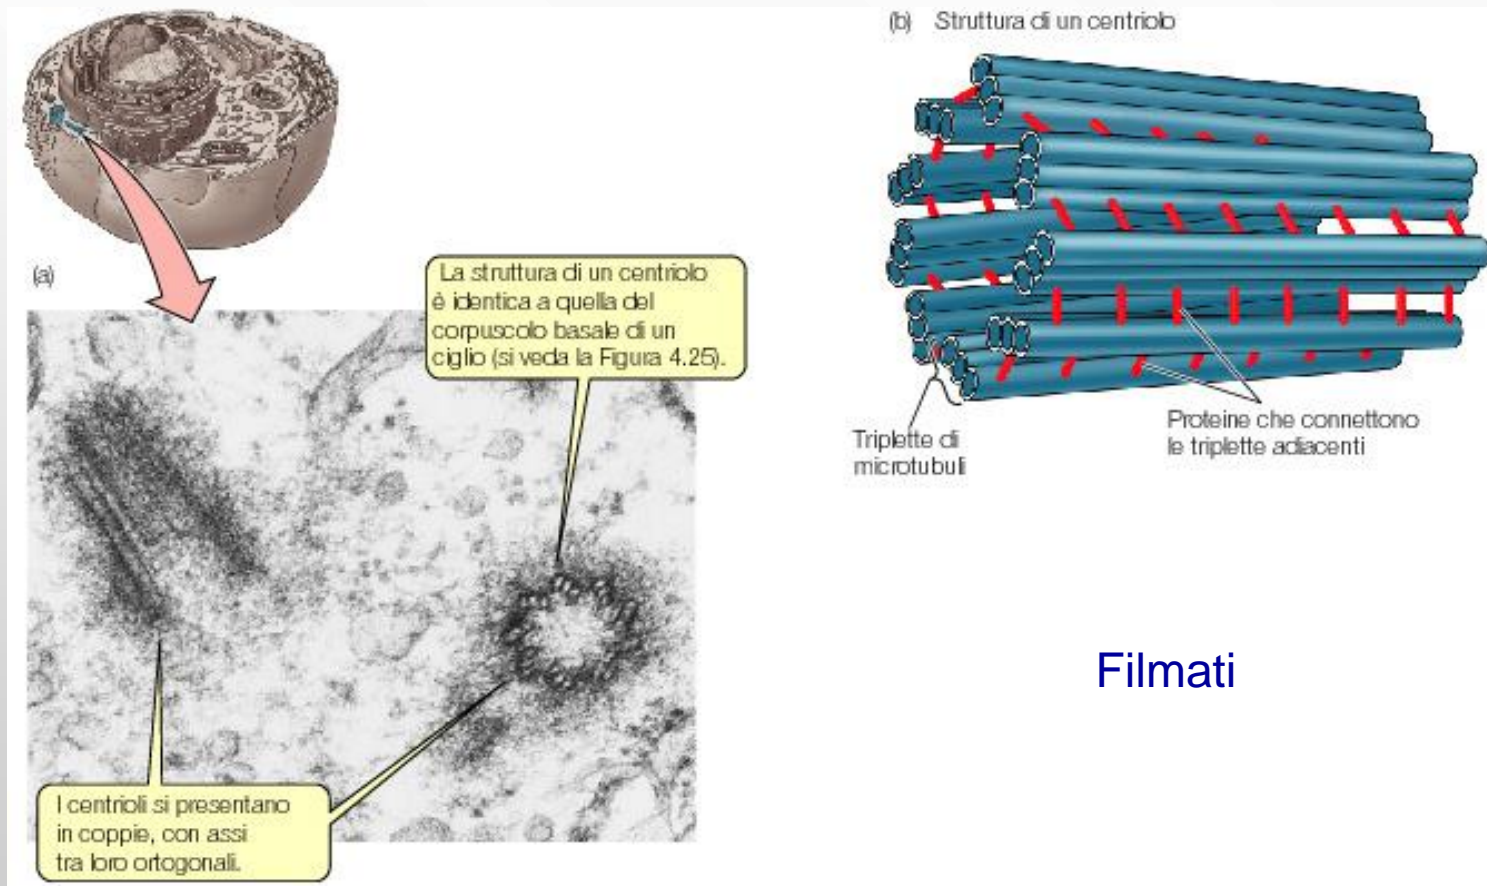 (a)
La struttura di un centriolo
è identica a quella del
corpuscolo basale di un
ciglio (si veda la Figura 4.25).
I centrioli si presentano
in coppie, con assi
tra loro ortogonali.
(b) Struttura di un centriolo
Triplette di
microtubuli
Proteine che connettono
le triplette adiacenti
Filmati